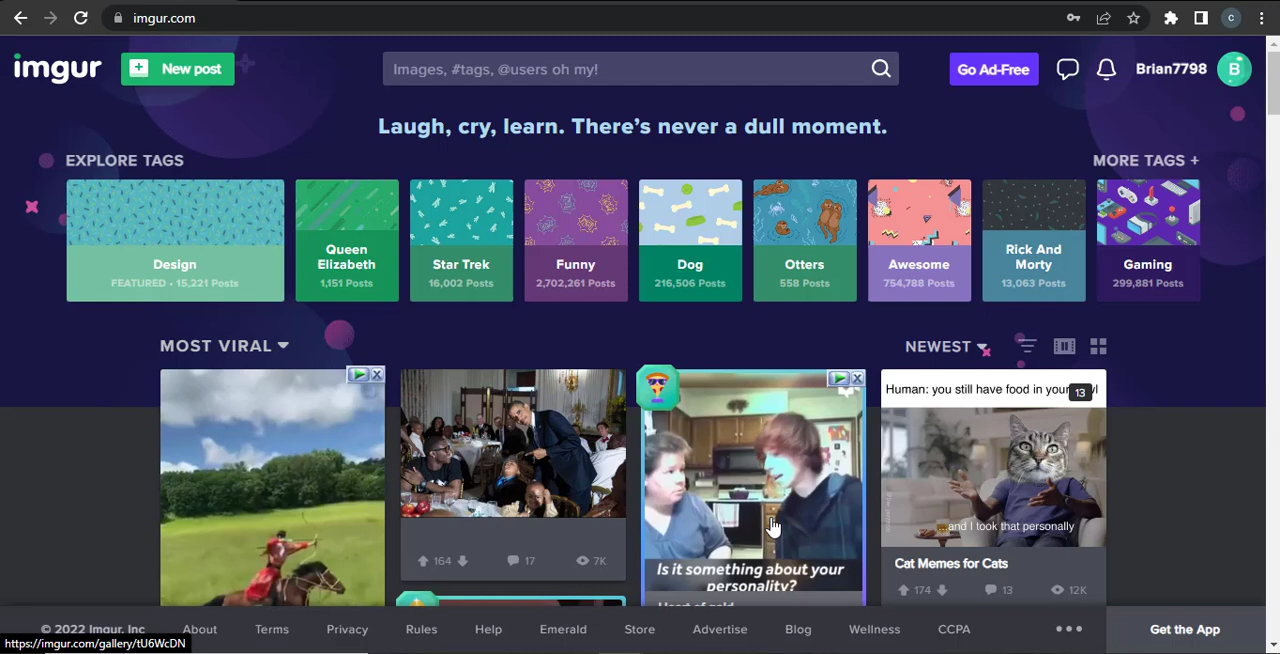 imgur.com
imgur
New post
Images, #tags, @users oh my!
Go Ad-Free
Brian7798
B
Laugh, cry, learn. There's never a dull moment.
EXPLORE TAGS
MORE TAGS +
Design
FEATURED • 15,221 Posts
Queen Elizabeth
1,151 Posts
Star Trek
16,002 Posts
Funny
2,702,261 Posts
Dog
216,506 Posts
Otters
558 Posts
Awesome
754,788 Posts
Rick And Morty
13,063 Posts
Gaming
299,881 Posts
MOST VIRAL
NEWEST
164
17
7K
Is it something about your
personality?
Heart of gold
Human: you still have food in your
13
...and I took that personally
Cat Memes for Cats
174
13
12K
© 2022 Imgur, Inc
About
Terms
Privacy
Rules
Help
Emerald
Store
Advertise
Blog
Wellness
CCPA
Get the App
https://imgur.com/gallery/tU6WcDN